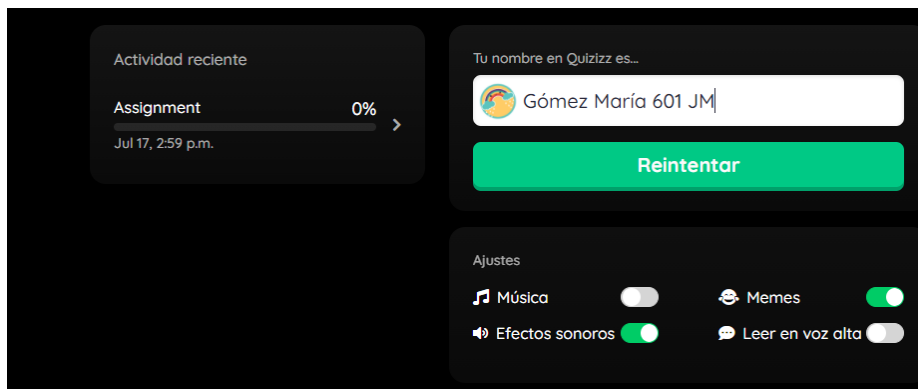 Actividad reciente
Assignment 0%
Jul 17, 2:59 p.m.
Tu nombre en Quizizz es...
Gómez María 601 JM
Reintentar
Ajustes
Música
Memes
Efectos sonoros
Leer en voz alta